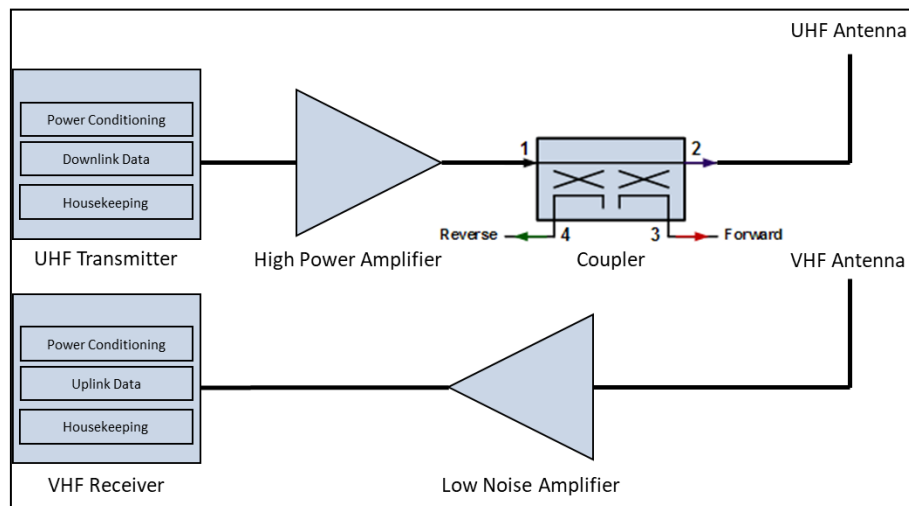 UHF Antenna
Power Conditioning
Downlink Data
Housekeeping
1
2
Reverse
4
3
Forward
UHF Transmitter
High Power Amplifier
Coupler
VHF Antenna
Power Conditioning
Uplink Data
Housekeeping
VHF Receiver
Low Noise Amplifier